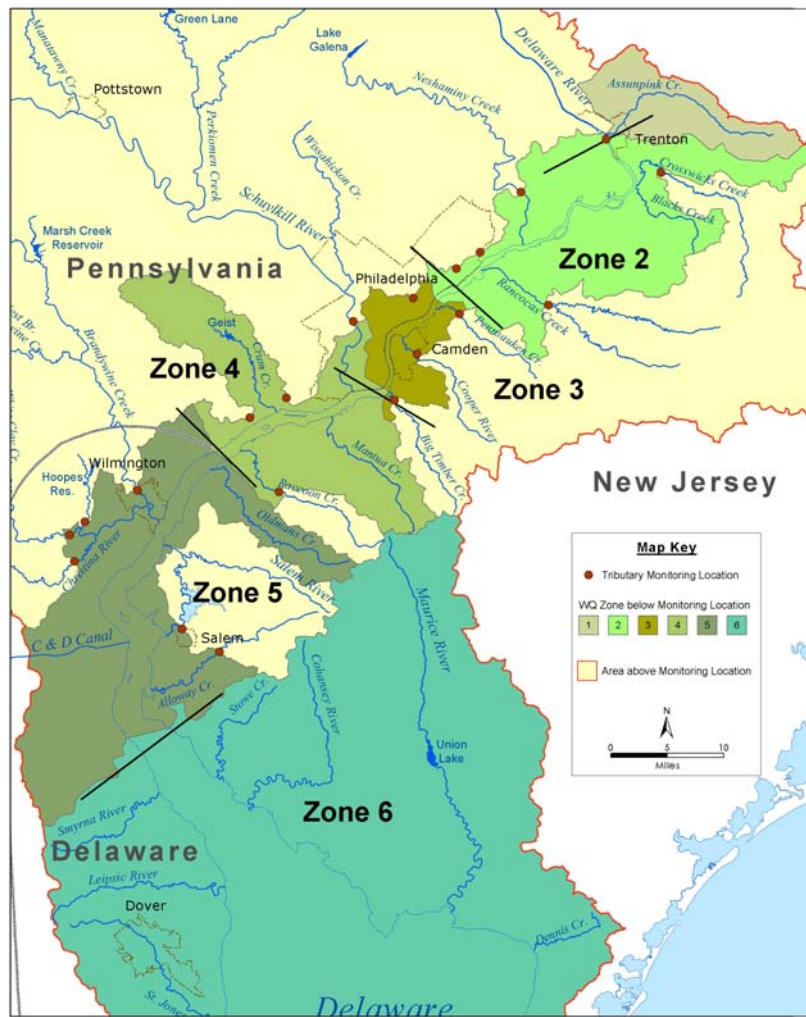 Green Lane
Lake
Galena
Manatawny Cr.
Pottstown
Perkiomen Creek
Neshaminy Creek
Delaware River
Assunpink Cr.
Trenton
Wissahickon Cr.
Crosswicks Creek
Blacks Creek
Schuylkill River
Marsh Creek
Reservoir
Pennsylvania
Zone 2
Philadelphia
Rancocas Creek
Geist
Pennsauken Cr.
Brandywine Creek
Crum Cr.
Camden
Zone 4
Zone 3
Cooper River
Mantua Cr.
Big Timber Cr.
Wilmington
Hoopes
Res.
Raccoon Cr.
New Jersey
Oldmans Cr.
Christina River
Map Key
Tributary Monitoring Location
WQ Zone below Monitoring Location
1 2 3 4 5 6
Area above Monitoring Location
N
0 5 10
Miles
Zone 5
Salem River
Maurice River
Salem
C & D Canal
Alloway Cr.
Stowe Cr.
Cohansey River
Union
Lake
Zone 6
Smyrna River
Delaware
Leipsic River
Dover
Dennis Cr.
St. Jones
Delaware